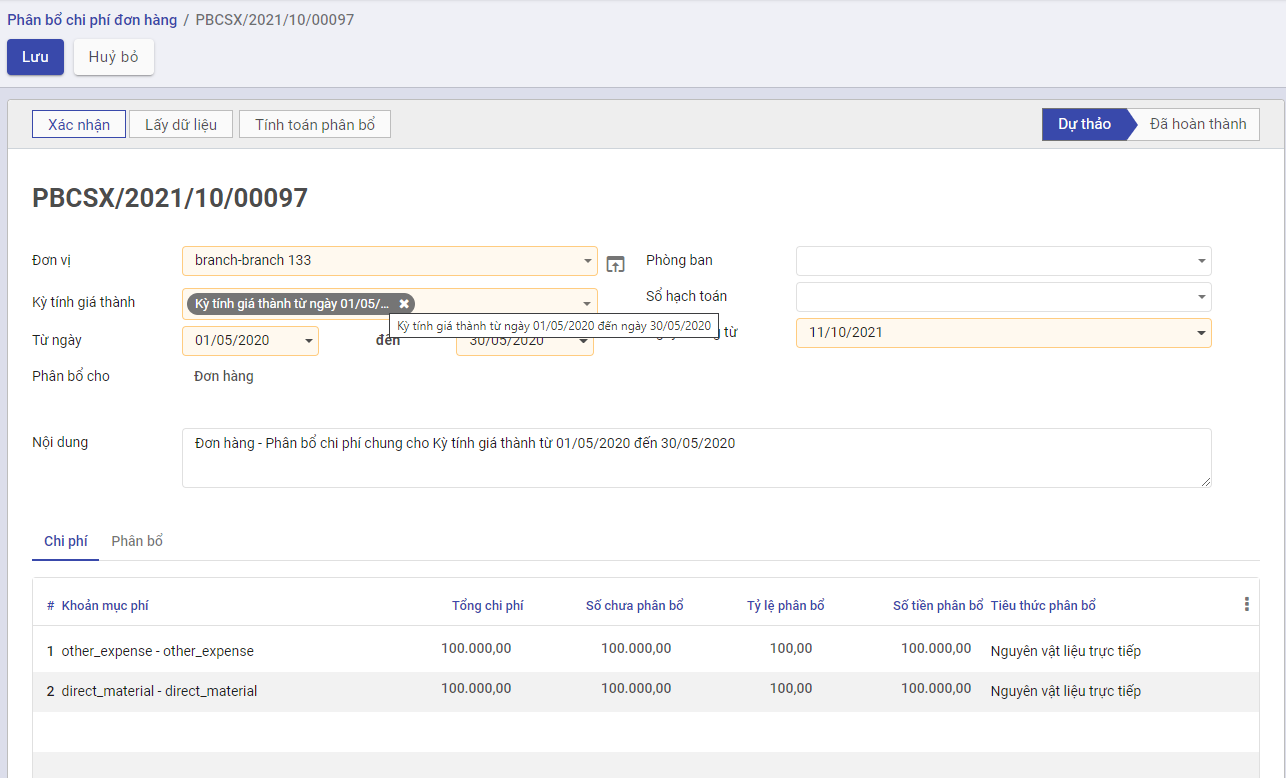 Phân bổ chi phí đơn hàng / PBCSX/2021/10/00097
Lưu Huỷ bỏ
Xác nhận Lấy dữ liệu Tính toán phân bổ Dự thảo Đã hoàn thành
PBCSX/2021/10/00097
Đơn vị branch-branch 133 Phòng ban
Kỳ tính giá thành Kỳ tính giá thành từ ngày 01/05/... ✖ Sổ hạch toán
Kỳ tính giá thành từ ngày 01/05/2020 đến ngày 30/05/2020
Từ ngày 01/05/2020 đến 30/05/2020 từ 11/10/2021
Phân bổ cho Đơn hàng
Nội dung Đơn hàng - Phân bổ chi phí chung cho Kỳ tính giá thành từ 01/05/2020 đến 30/05/2020
Chi phí Phân bổ
# Khoản mục phí Tổng chi phí Số chưa phân bổ Tỷ lệ phân bổ Số tiền phân bổ Tiêu thức phân bổ
1 other_expense - other_expense 100.000,00 100.000,00 100,00 100.000,00 Nguyên vật liệu trực tiếp
2 direct_material - direct_material 100.000,00 100.000,00 100,00 100.000,00 Nguyên vật liệu trực tiếp